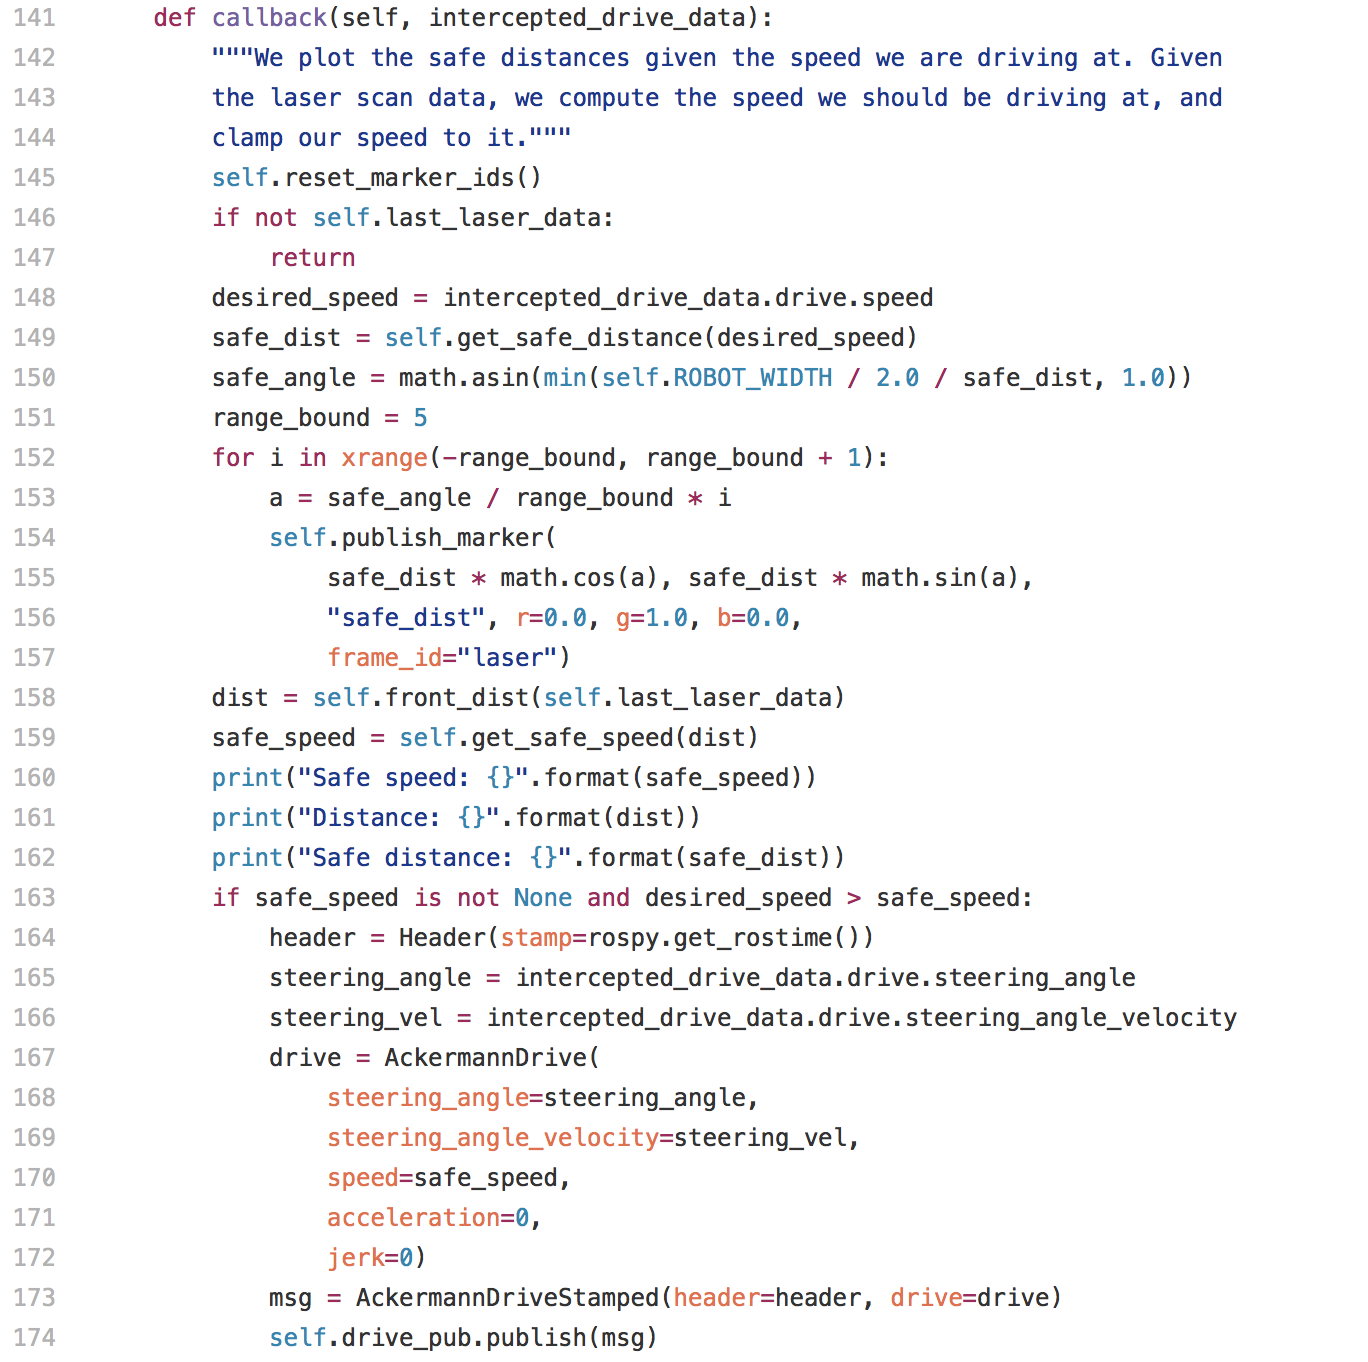 141 def callback(self, intercepted_drive_data):
142 """We plot the safe distances given the speed we are driving at. Given
143 the laser scan data, we compute the speed we should be driving at, and
144 clamp our speed to it."""
145 self.reset_marker_ids()
146 if not self.last_laser_data:
147 return
148 desired_speed = intercepted_drive_data.drive.speed
149 safe_dist = self.get_safe_distance(desired_speed)
150 safe_angle = math.asin(min(self.ROBOT_WIDTH / 2.0 / safe_dist, 1.0))
151 range_bound = 5
152 for i in xrange(-range_bound, range_bound + 1):
153 a = safe_angle / range_bound * i
154 self.publish_marker(
155 safe_dist * math.cos(a), safe_dist * math.sin(a),
156 "safe_dist", r=0.0, g=1.0, b=0.0,
157 frame_id="laser")
158 dist = self.front_dist(self.last_laser_data)
159 safe_speed = self.get_safe_speed(dist)
160 print("Safe speed: {}".format(safe_speed))
161 print("Distance: {}".format(dist))
162 print("Safe distance: {}".format(safe_dist))
163 if safe_speed is not None and desired_speed > safe_speed:
164 header = Header(stamp=rospy.get_rostime())
165 steering_angle = intercepted_drive_data.drive.steering_angle
166 steering_vel = intercepted_drive_data.drive.steering_angle_velocity
167 drive = AckermannDrive(
168 steering_angle=steering_angle,
169 steering_angle_velocity=steering_vel,
170 speed=safe_speed,
171 acceleration=0,
172 jerk=0)
173 msg = AckermannDriveStamped(header=header, drive=drive)
174 self.drive_pub.publish(msg)